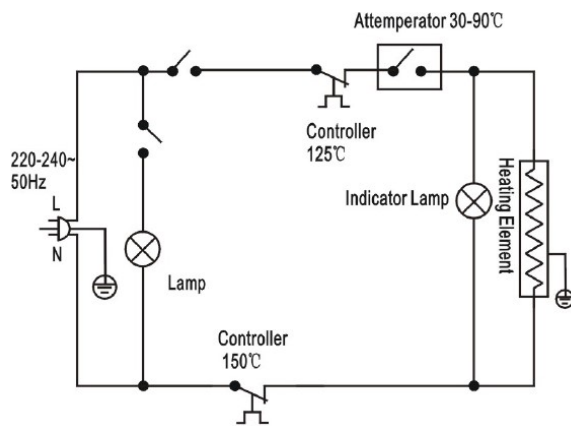 Attemperator 30-90℃
Controller
125℃
220-240~
50Hz
L
N
Indicator Lamp
Heating Element
Lamp
Controller
150℃